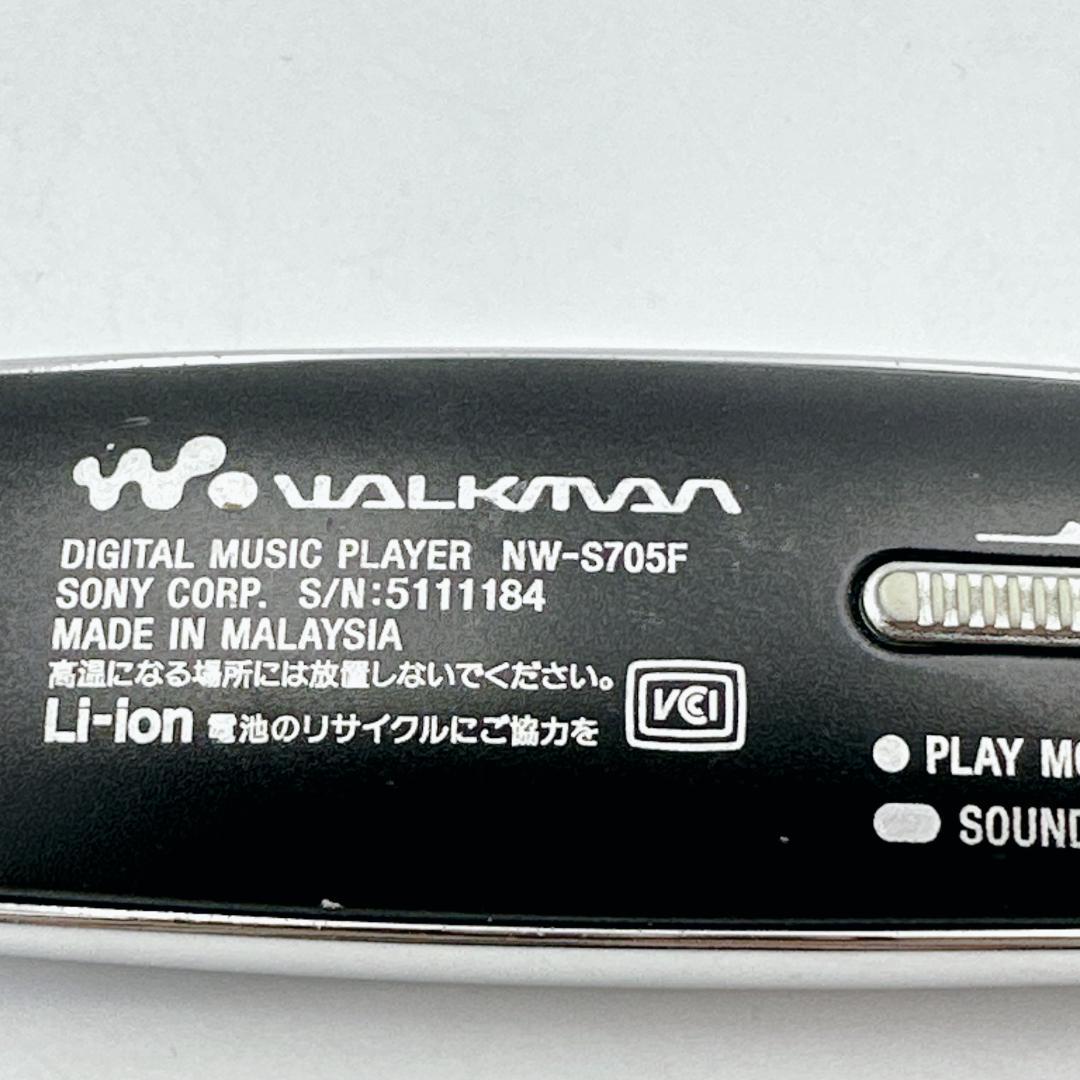 W. WALKMAN
DIGITAL MUSIC PLAYER NW-S705F
SONY CORP. S/N:5111184
MADE IN MALAYSIA
高温になる場所には放置しないでください。
Li-ion 電池のリサイクルにご協力を
VCI
PLAY
SOUND